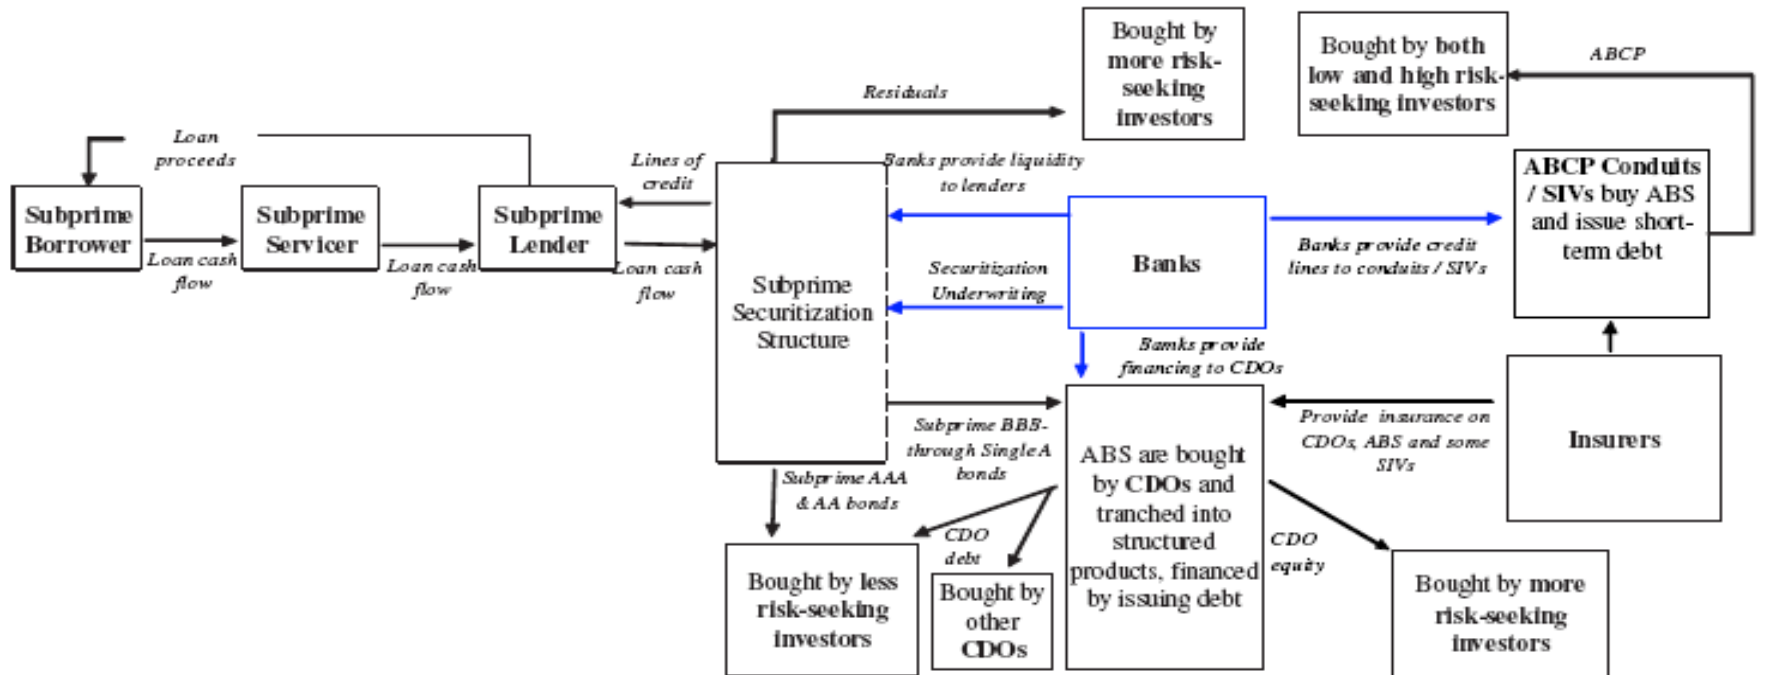 Bought by
more risk-
seeking
investors
Bought by both
low and high risk-
seeking investors
ABCP
Residuals
Loan
proceeds
Lines of
credit
Banks provide liquidity
to lenders
ABCP Conduits
/ SIVs buy ABS
and issue short-
term debt
Subprime
Borrower
Subprime
Servicer
Subprime
Lender
Loan cash
flow
Loan cash
flow
Loan cash
flow
Subprime
Securitization
Structure
Securitization
Underwriting
Banks
Banks provide credit
lines to conduits / SIVs
Bamks provide
financing to CDOs
Subprime BBB-
through Single A
bonds
Subprime AAA
& AA bonds
ABS are bought
by CDOs and
tranched into
structured
products, financed
by issuing debt
Provide insurance on
CDOs, ABS and some
SIVs
Insurers
CDO
debt
CDO
equity
Bought by less
risk-seeking
investors
Bought by
other
CDOs
Bought by more
risk-seeking
investors